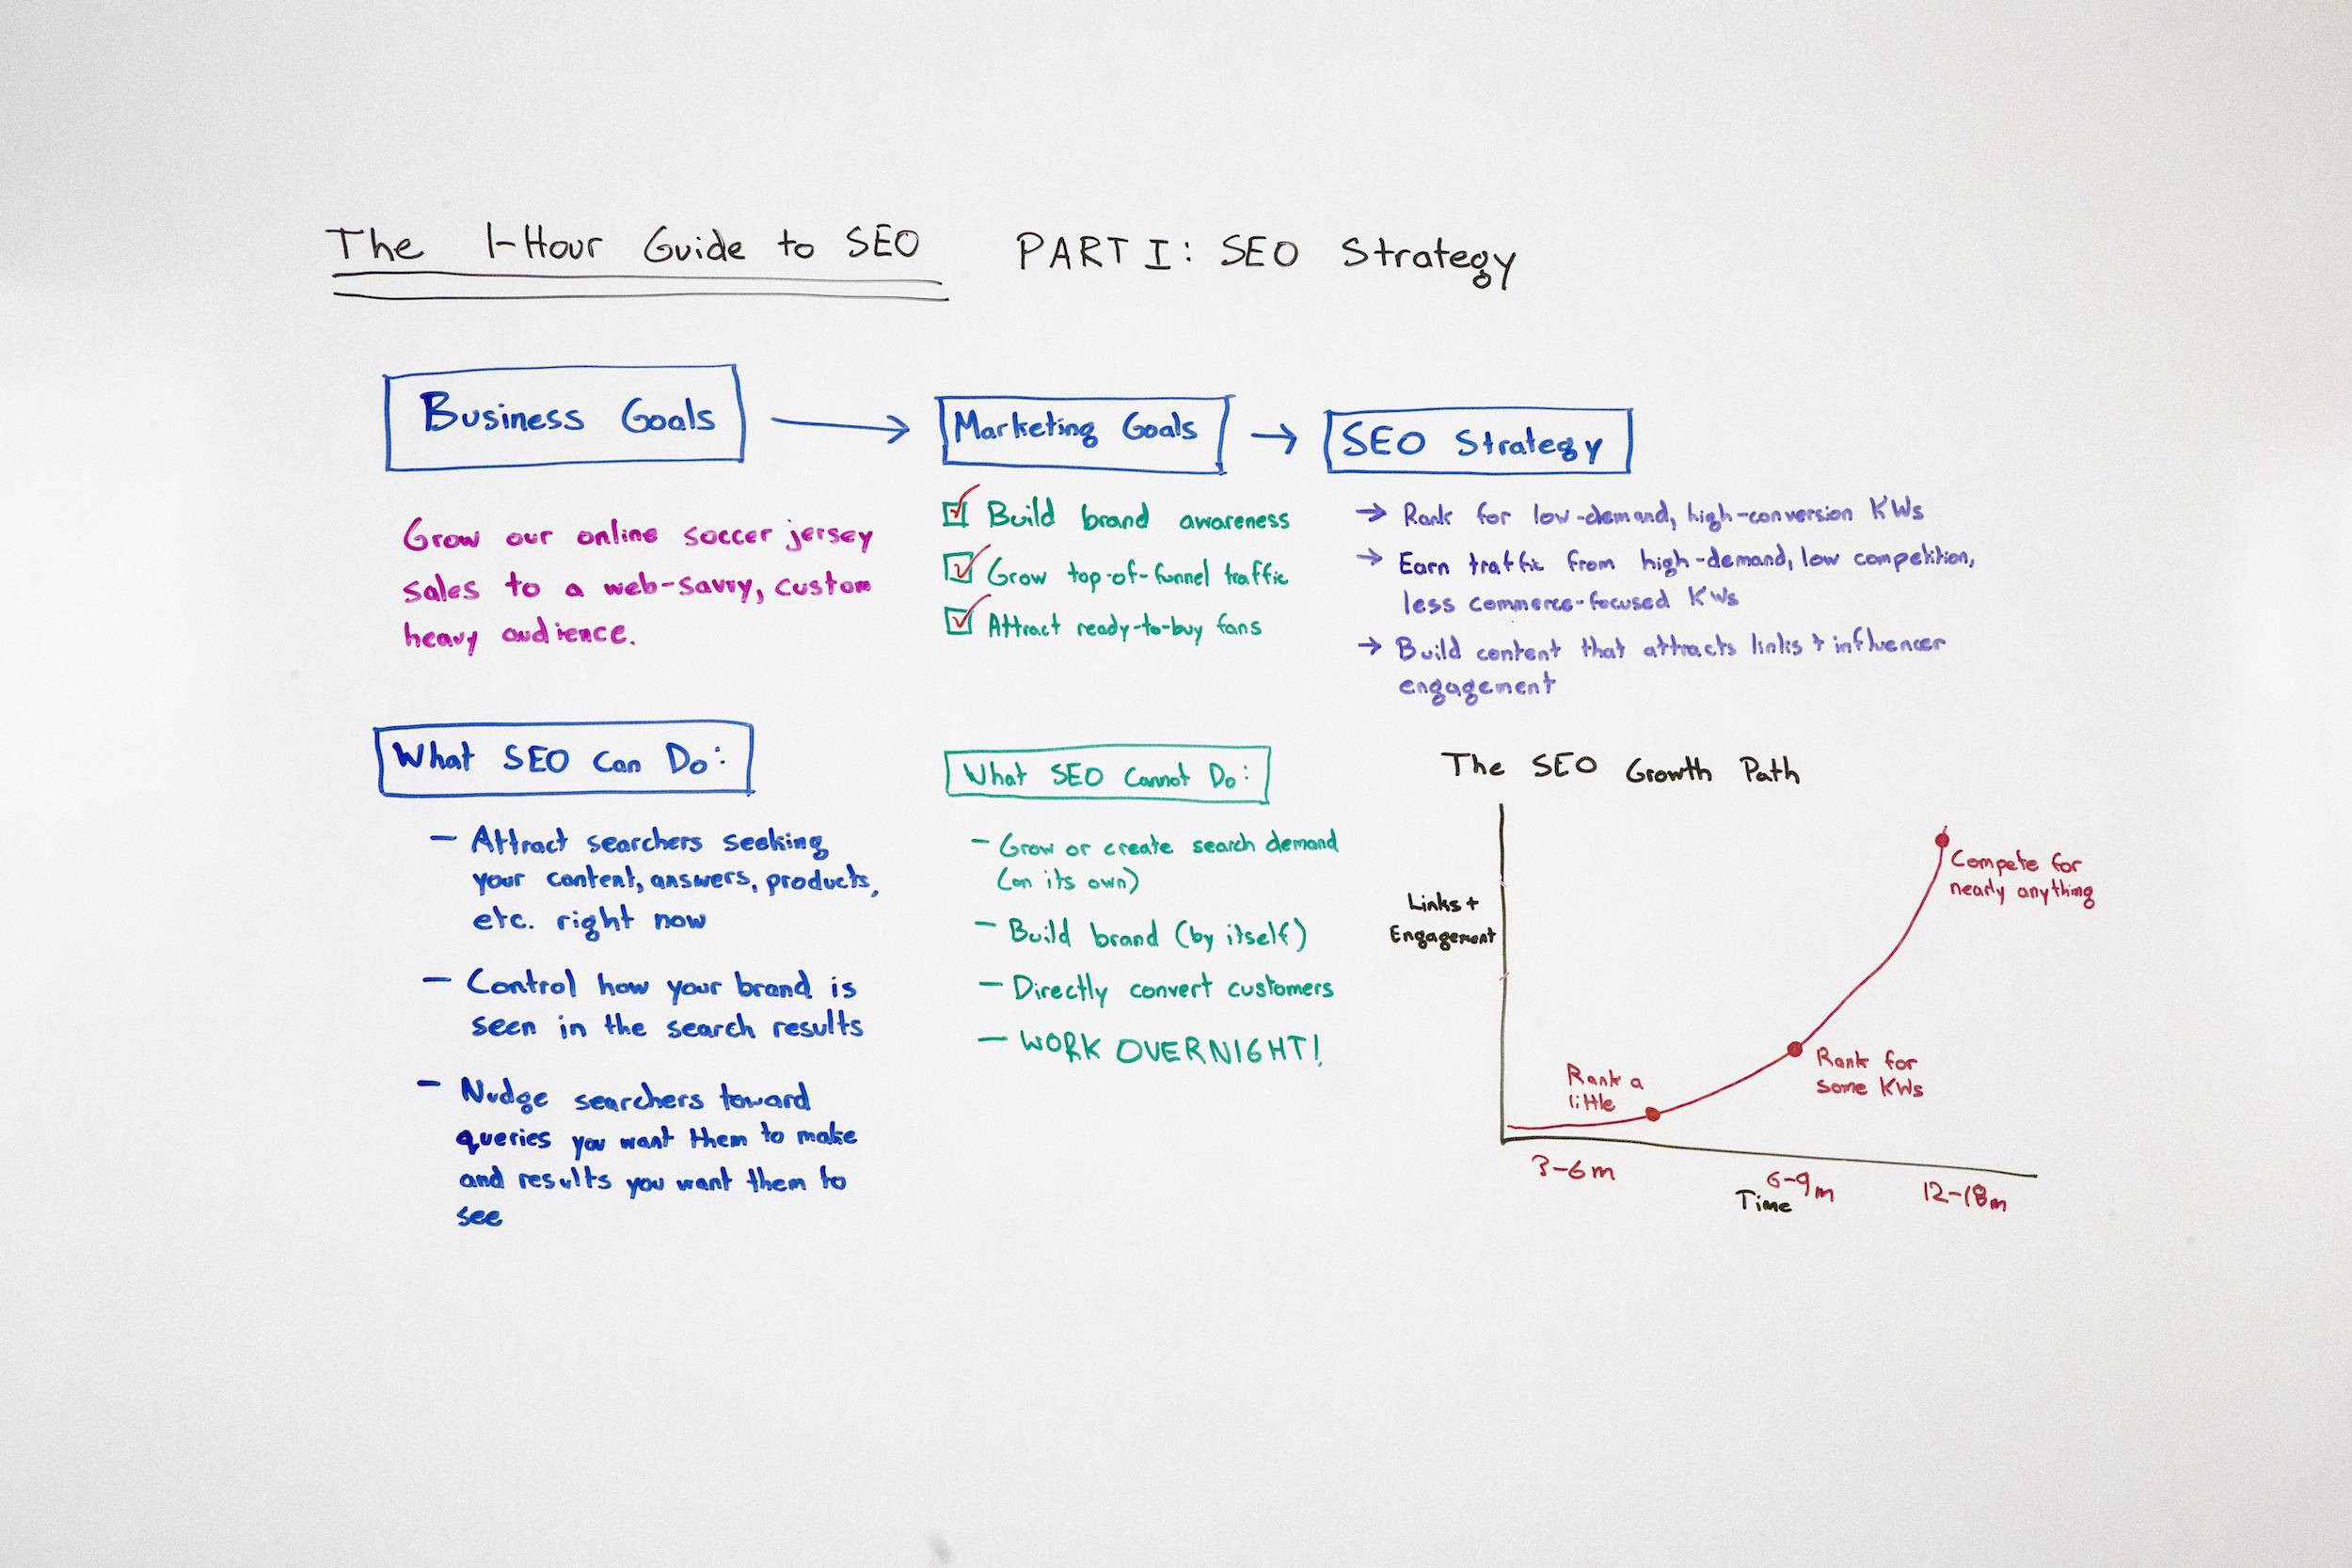 The 1-Hour Guide to SEO PART I: SEO Strategy
Business Goals
Grow our online soccer jersey
sales to a web-savvy, custom
heavy audience.
Marketing Goals
Build brand awareness
Grow top-of-funnel traffic
Attract ready-to-buy fans
SEO Strategy
→ Rank for low-demand, high-conversion KWs
→ Earn traffic from high-demand, low competition,
less commerce-focused KWs
→ Build content that attracts links + influencer
engagement
What SEO Can Do:
- Attract searchers seeking
your content, answers, products,
etc. right now
- Control how your brand is
seen in the search results
- Nudge searchers toward
queries you want them to make
and results you want them to
see
What SEO Cannot Do:
- Grow or create search demand
(on its own)
- Build brand (by itself)
- Directly convert customers
- WORK OVERNIGHT!
The SEO Growth Path
Links +
Engagement
Compete for
nearly anything
Rank for
some KWs
Rank a
little
3-6m
6-9m
12-18m
Time